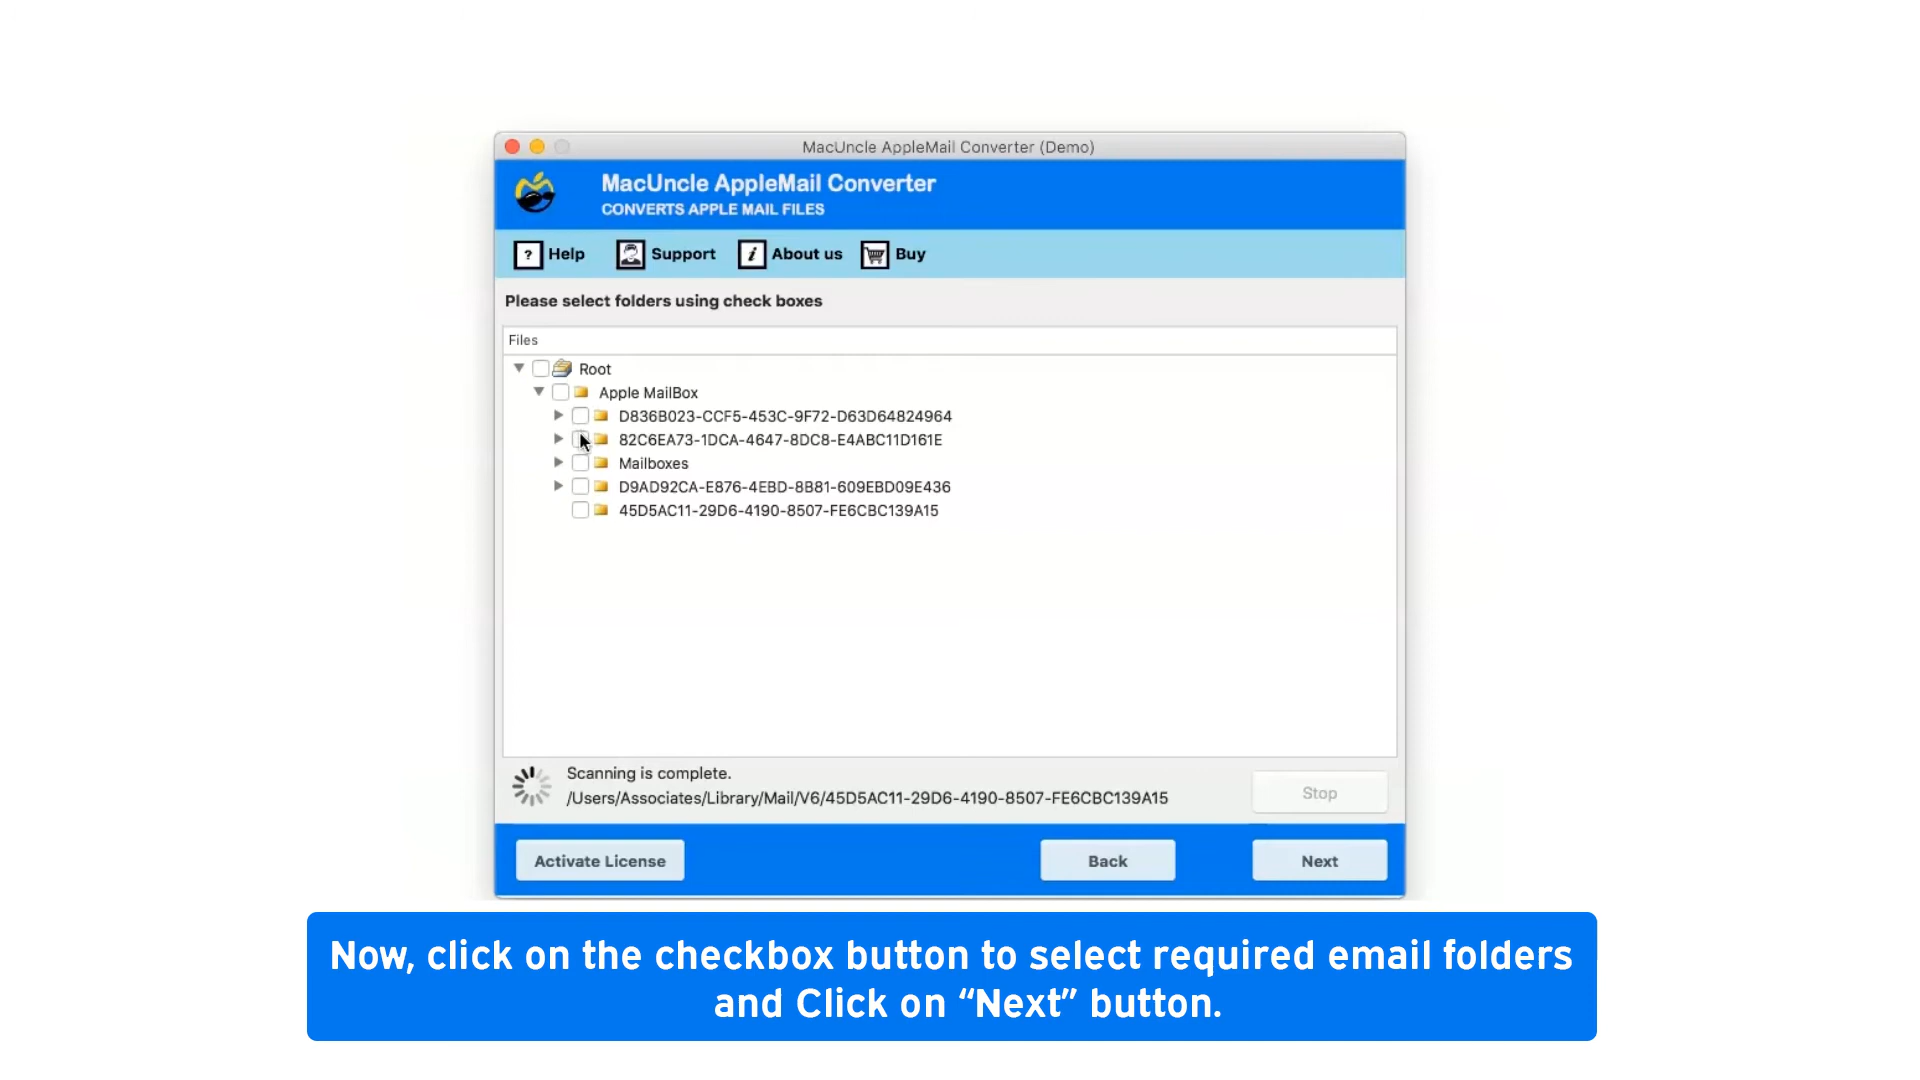 MacUncle AppleMail Converter (Demo)
MacUncle AppleMail Converter
CONVERTS APPLE MAIL FILES
? Help Support i About us Buy
Please select folders using check boxes
Files
Root
Apple MailBox
D836B023-CCF5-453C-9F72-D63D64824964
82C6EA73-1DCA-4647-8DC8-E4ABC11D161E
Mailboxes
D9AD92CA-E876-4EBD-8B81-609EBD09E436
45D5AC11-29D6-4190-8507-FE6CBC139A15
Scanning is complete.
/Users/Associates/Library/Mail/V6/45D5AC11-29D6-4190-8507-FE6CBC139A15
Stop
Activate License Back Next
Now, click on the checkbox button to select required email folders
and Click on “Next” button.